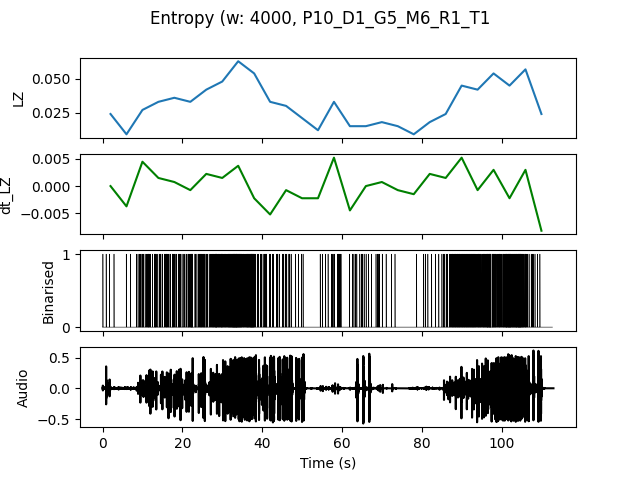 Entropy (w: 4000, P10_D1_G5_M6_R1_T1
LZ
0.050
0.025
dt_LZ
0.005
0.000
−0.005
Binarised
1
0
Audio
0.5
0.0
−0.5
0 20 40 60 80 100
Time (s)